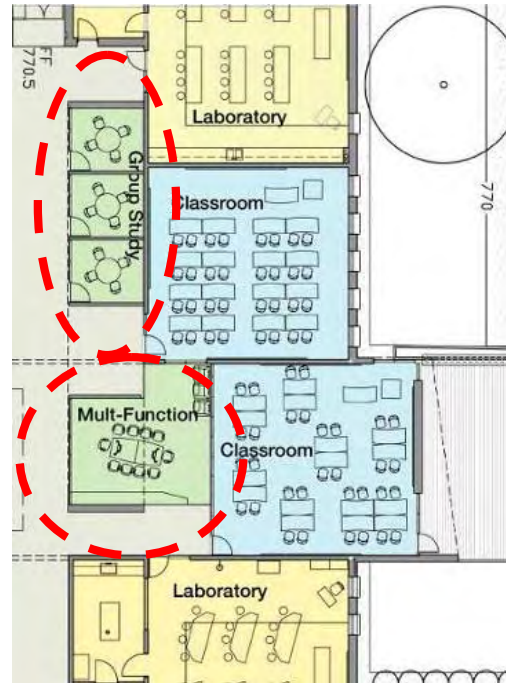 FF
770.5
Laboratory
Group Study
Classroom
770
Mult-Function
Classroom
Laboratory